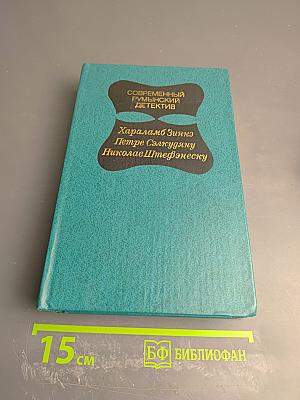 СОВРЕМЕННЫЙ
РУМЫНСКИЙ
ДЕТЕКТИВ
Хараламб Зинкэ
Петре Сэлкудяну
Николае Штефэнеску
15 см
БФ БИБЛИОФАН